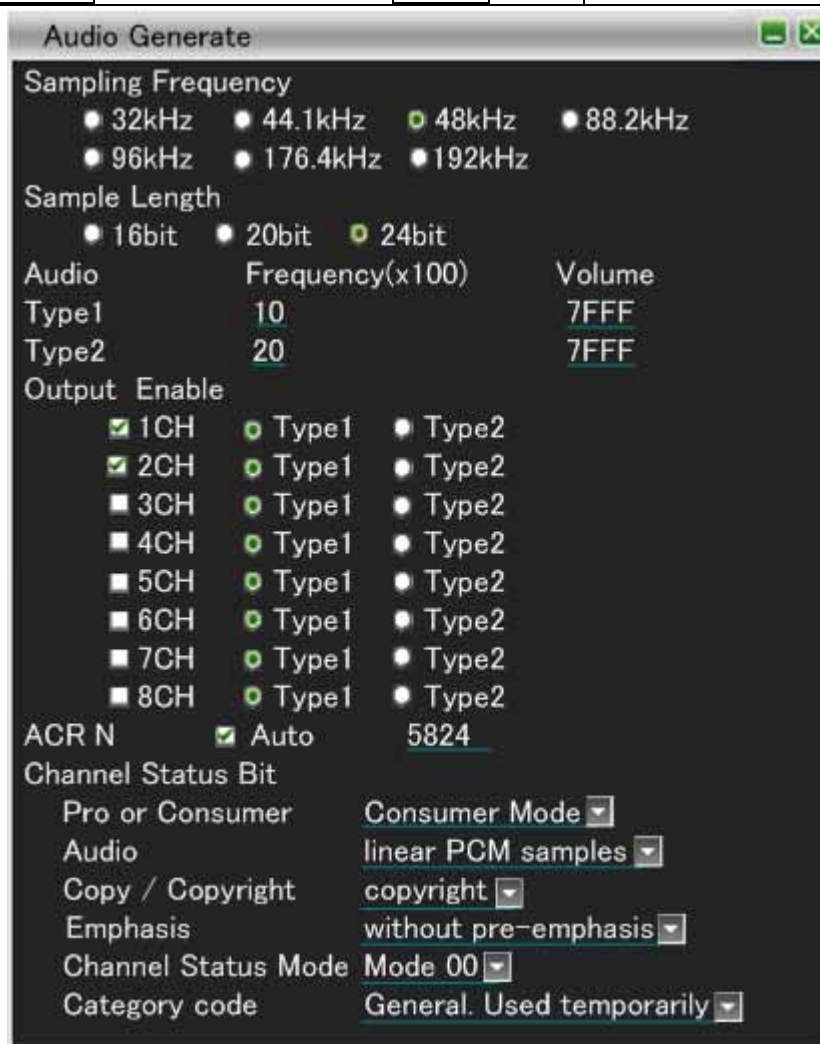 Audio Generate
Sampling Frequency
32kHz 44.1kHz 48kHz 88.2kHz
96kHz 176.4kHz 192kHz
Sample Length
16bit 20bit 24bit
Audio Frequency(x100) Volume
Type1 10 7FFF
Type2 20 7FFF
Output Enable
1CH Type1 Type2
2CH Type1 Type2
3CH Type1 Type2
4CH Type1 Type2
5CH Type1 Type2
6CH Type1 Type2
7CH Type1 Type2
8CH Type1 Type2
ACR N Auto 5824
Channel Status Bit
Pro or Consumer Consumer Mode
Audio linear PCM samples
Copy / Copyright copyright
Emphasis without pre-emphasis
Channel Status Mode Mode 00
Category code General. Used temporarily